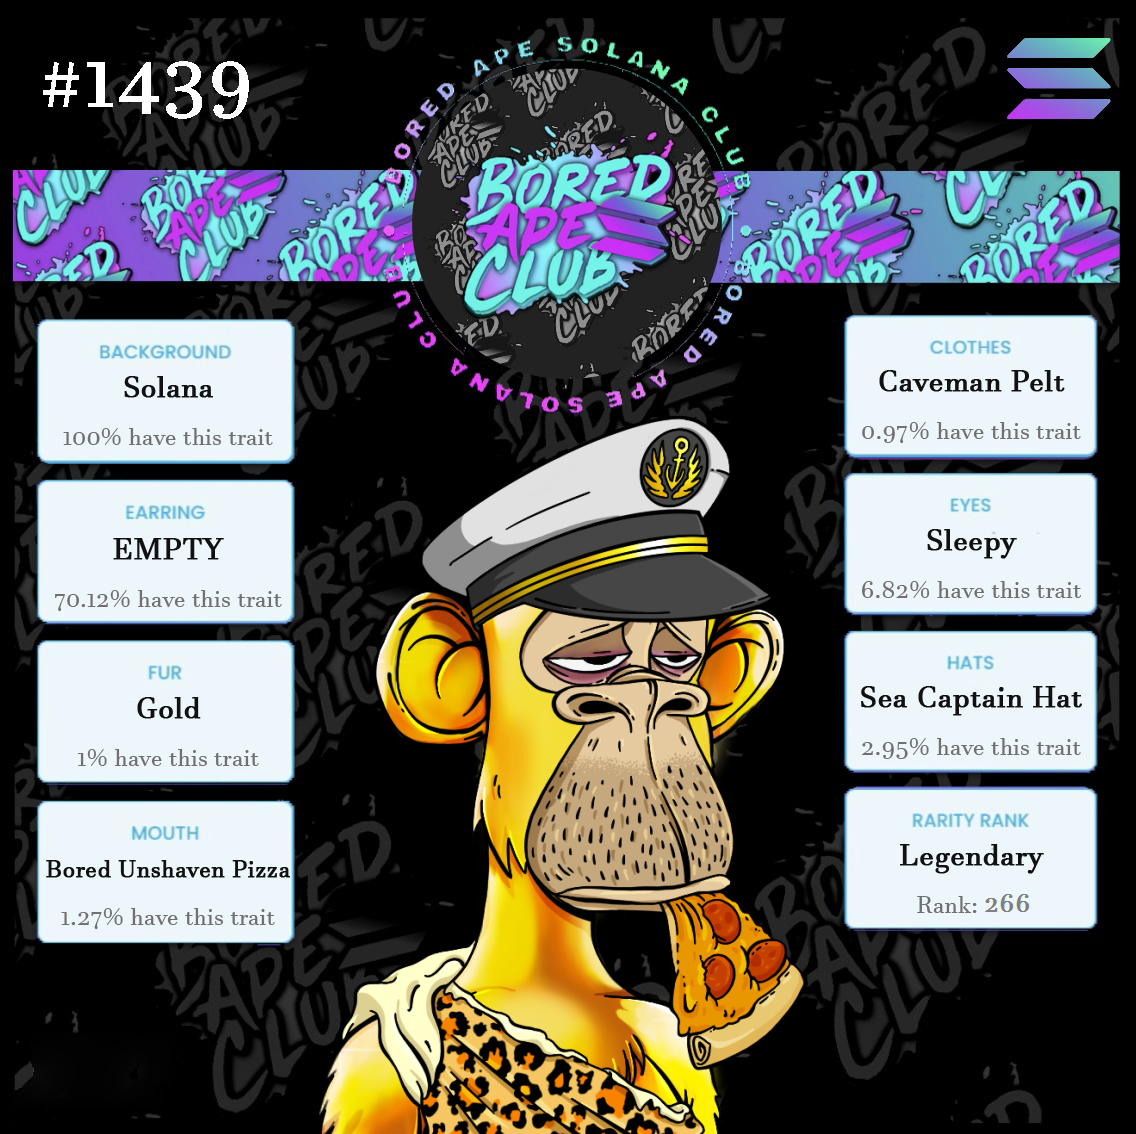 #1439
BORED APE SOLANA CLUB
BORED APE SOLANA CLUB
BORED
APE
CLUB
BACKGROUND
Solana
100% have this trait
EARRING
EMPTY
70.12% have this trait
FUR
Gold
1% have this trait
MOUTH
Bored Unshaven Pizza
1.27% have this trait
CLOTHES
Caveman Pelt
0.97% have this trait
EYES
Sleepy
6.82% have this trait
HATS
Sea Captain Hat
2.95% have this trait
RARITY RANK
Legendary
Rank: 266